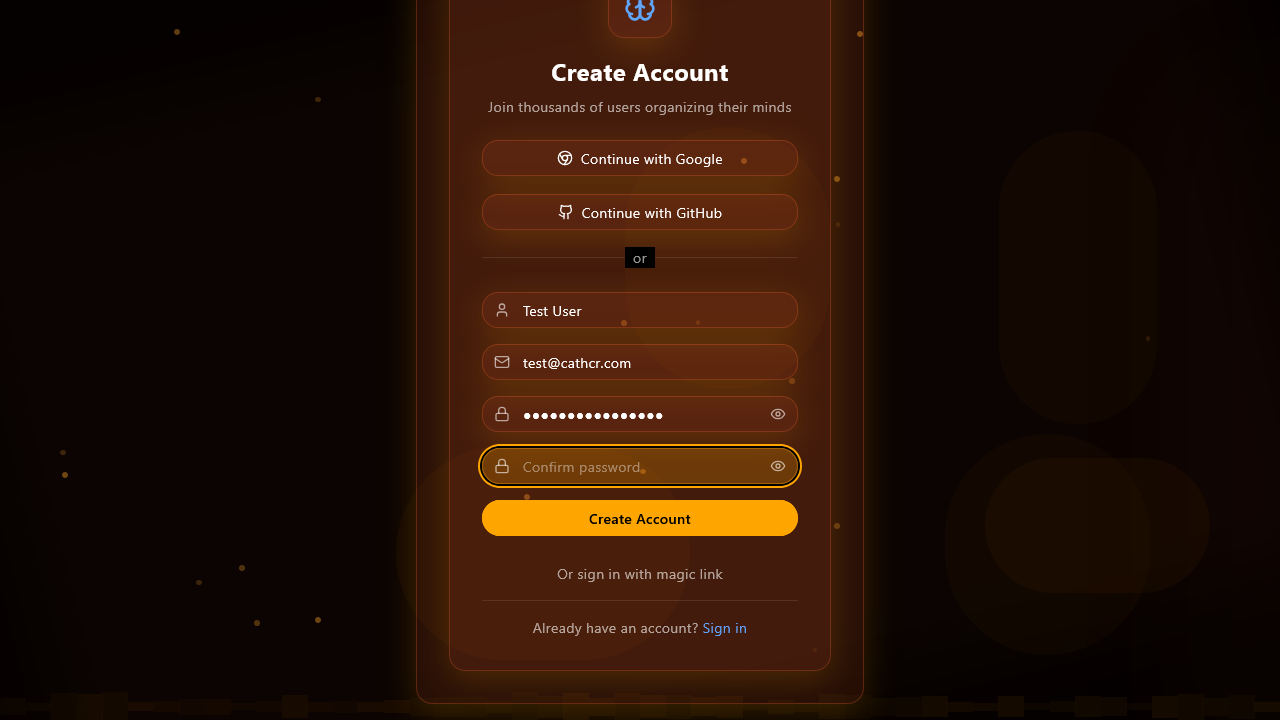 Create Account
Join thousands of users organizing their minds
Continue with Google
Continue with GitHub
or
Test User
test@cathcr.com
●●●●●●●●●●●●●●●●
Confirm password
Create Account
Or sign in with magic link
Already have an account? Sign in